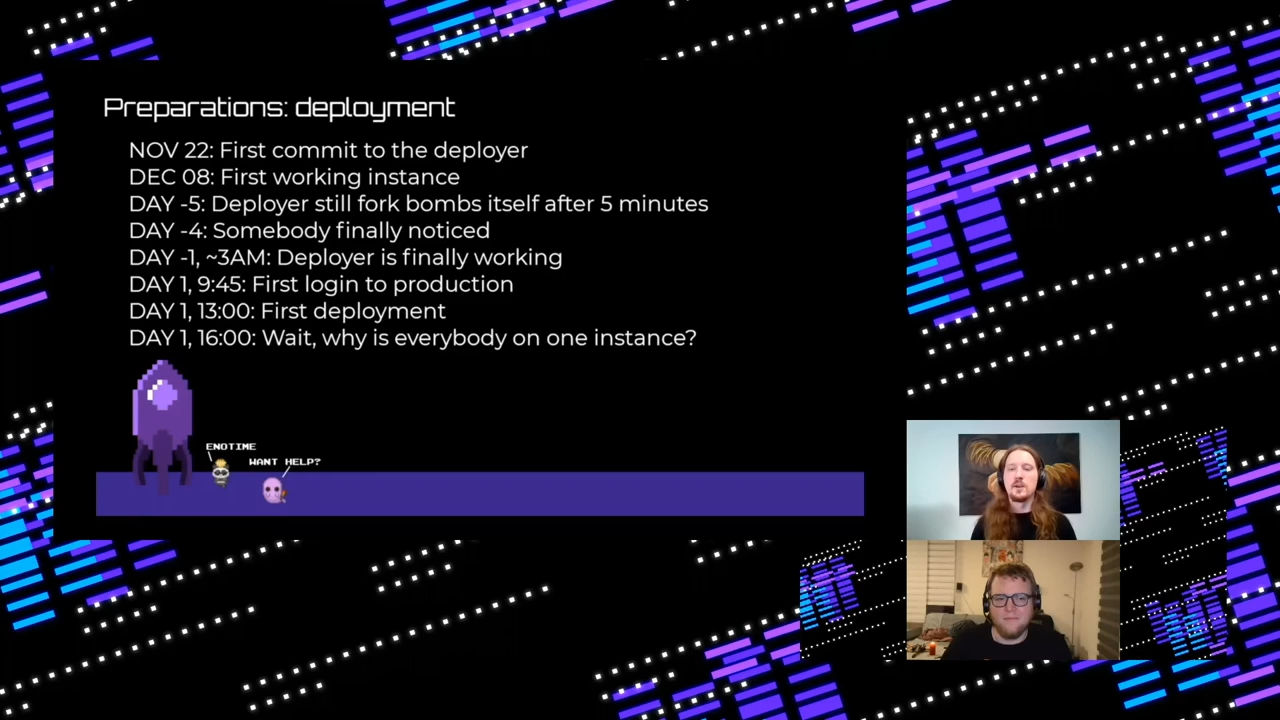 Preparations: deployment
NOV 22: First commit to the deployer
DEC 08: First working instance
DAY -5: Deployer still fork bombs itself after 5 minutes
DAY -4: Somebody finally noticed
DAY -1, ~3AM: Deployer is finally working
DAY 1, 9:45: First login to production
DAY 1, 13:00: First deployment
DAY 1, 16:00: Wait, why is everybody on one instance?
ENOTIME
WANT HELP?